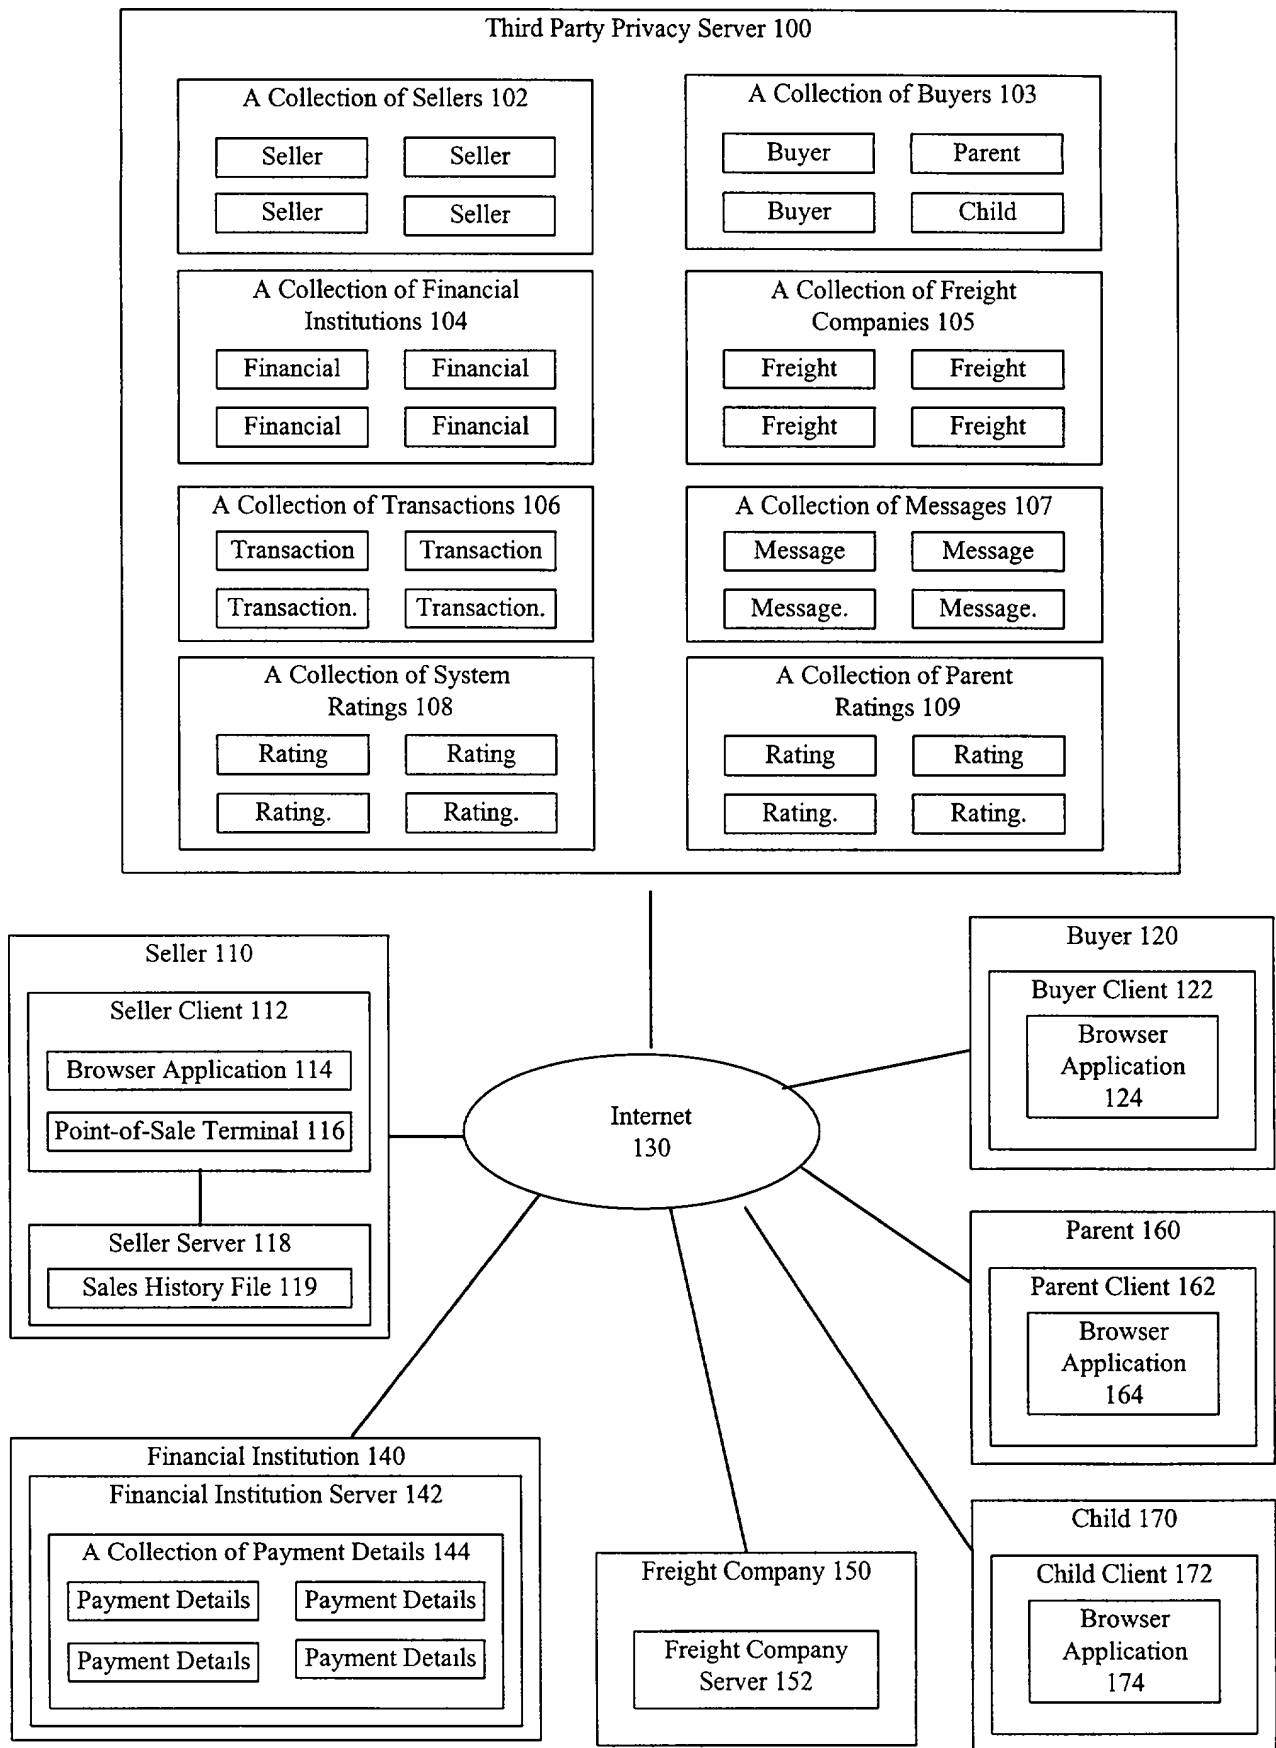 Third Party Privacy Server 100
A Collection of Sellers 102
Seller Seller
Seller Seller
A Collection of Buyers 103
Buyer Parent
Buyer Child
A Collection of Financial
Institutions 104
Financial Financial
Financial Financial
A Collection of Freight
Companies 105
Freight Freight
Freight Freight
A Collection of Transactions 106
Transaction Transaction
Transaction. Transaction.
A Collection of Messages 107
Message Message
Message. Message.
A Collection of System
Ratings 108
Rating Rating
Rating. Rating.
A Collection of Parent
Ratings 109
Rating Rating
Rating. Rating.
Seller 110
Seller Client 112
Browser Application 114
Point-of-Sale Terminal 116
Seller Server 118
Sales History File 119
Internet
130
Buyer 120
Buyer Client 122
Browser
Application
124
Parent 160
Parent Client 162
Browser
Application
164
Financial Institution 140
Financial Institution Server 142
A Collection of Payment Details 144
Payment Details Payment Details
Payment Details Payment Details
Freight Company 150
Freight Company
Server 152
Child 170
Child Client 172
Browser
Application
174